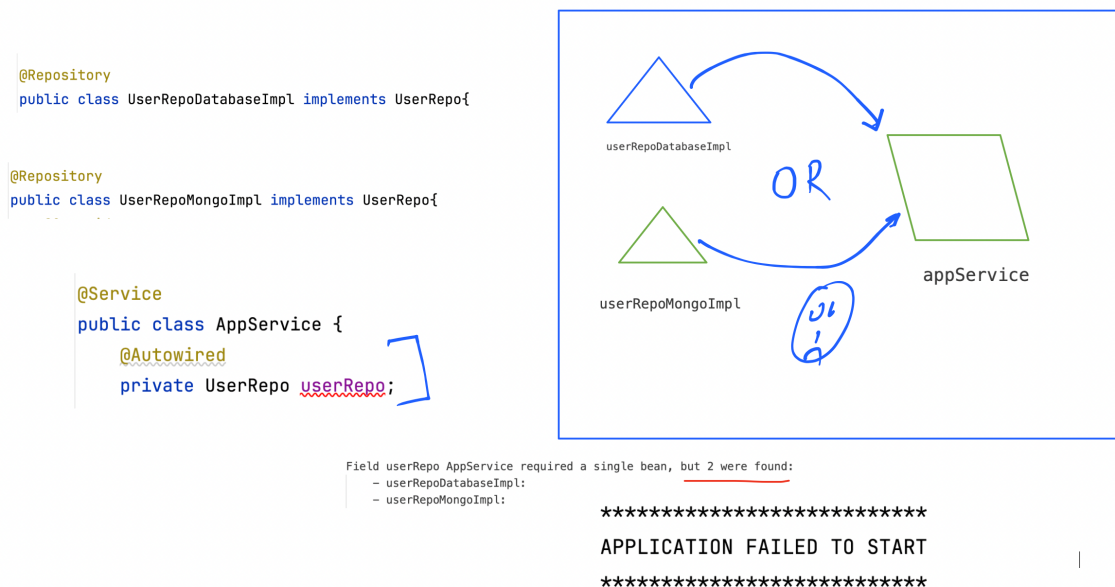 @Repository
public class UserRepoDatabaseImpl implements UserRepo{
@Repository
public class UserRepoMongoImpl implements UserRepo{
@Service
public class AppService {
@Autowired
private UserRepo userRepo;
userRepoDatabaseImpl
OR
userRepoMongoImpl
appService
Field userRepo AppService required a single bean, but 2 were found:
– userRepoDatabaseImpl:
– userRepoMongoImpl:
***************************
APPLICATION FAILED TO START
***************************